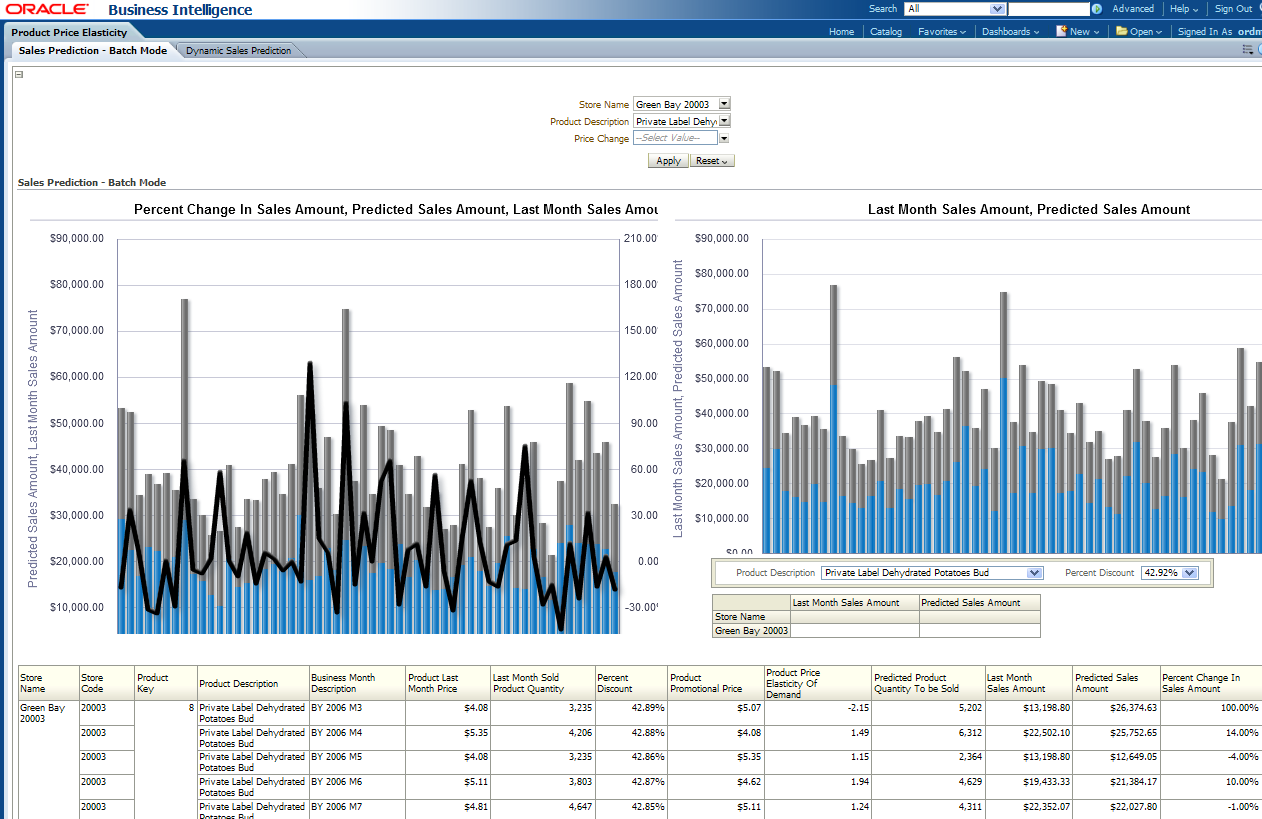 ORACLE Business Intelligence
Search All Advanced Help Sign Out
Product Price Elasticity
Home Catalog Favorites Dashboards New Open Signed In As
Sales Prediction - Batch Mode Dynamic Sales Prediction
Store Name Green Bay 20003
Product Description Private Label Dehy
Price Change --Select Value--
Apply Reset
Sales Prediction - Batch Mode
Percent Change In Sales Amount, Predicted Sales Amount, Last Month Sales Amou
Predicted Sales Amount, Last Month Sales Amount
$90,000.00
$80,000.00
$70,000.00
$60,000.00
$50,000.00
$40,000.00
$30,000.00
$20,000.00
$10,000.00
210.00
180.00
150.00
120.00
90.00
60.00
30.00
0.00
-30.00
Last Month Sales Amount, Predicted Sales Amount
Last Month Sales Amount, Predicted Sales Amount
$90,000.00
$80,000.00
$70,000.00
$60,000.00
$50,000.00
$40,000.00
$30,000.00
$20,000.00
$10,000.00
$0.00
Product Description Private Label Dehydrated Potatoes Bud Percent Discount 42.92%
Last Month Sales Amount Predicted Sales Amount
Store Name
Green Bay 20003
Store Name Store Code Product Key Product Description Business Month Description Product Last Month Price Last Month Sold Product Quantity Percent Discount Product Promotional Price Product Price Elasticity Of Demand Predicted Product Quantity To be Sold Last Month Sales Amount Predicted Sales Amount Percent Change In Sales Amount
Green Bay 20003 20003 8 Private Label Dehydrated Potatoes Bud BY 2006 M3 $4.08 3,235 42.89% $5.07 -2.15 5,202 $13,198.80 $26,374.63 100.00%
20003 Private Label Dehydrated Potatoes Bud BY 2006 M4 $5.35 4,206 42.88% $4.08 1.49 6,312 $22,502.10 $25,752.65 14.00%
20003 Private Label Dehydrated Potatoes Bud BY 2006 M5 $4.08 3,235 42.86% $5.35 1.15 2,364 $13,198.80 $12,649.05 -4.00%
20003 Private Label Dehydrated Potatoes Bud BY 2006 M6 $5.11 3,803 42.87% $4.62 1.94 4,629 $19,433.33 $21,384.17 10.00%
20003 Private Label Dehydrated Potatoes Bud BY 2006 M7 $4.81 4,647 42.85% $5.11 1.24 4,311 $22,352.07 $22,027.80 -1.00%